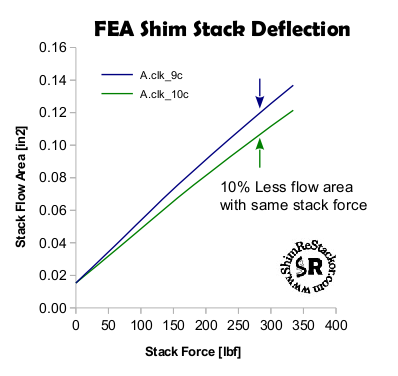 FEA Shim Stack Deflection
0.16
0.14
0.12
0.10
0.08
0.06
0.04
0.02
0.00
Stack Flow Area [in2]
A.clk_9c
A.clk_10c
10% Less flow area
with same stack force
ShimReStackor.com www
SR
0 50 100 150 200 250 300 350 400
Stack Force [lbf]